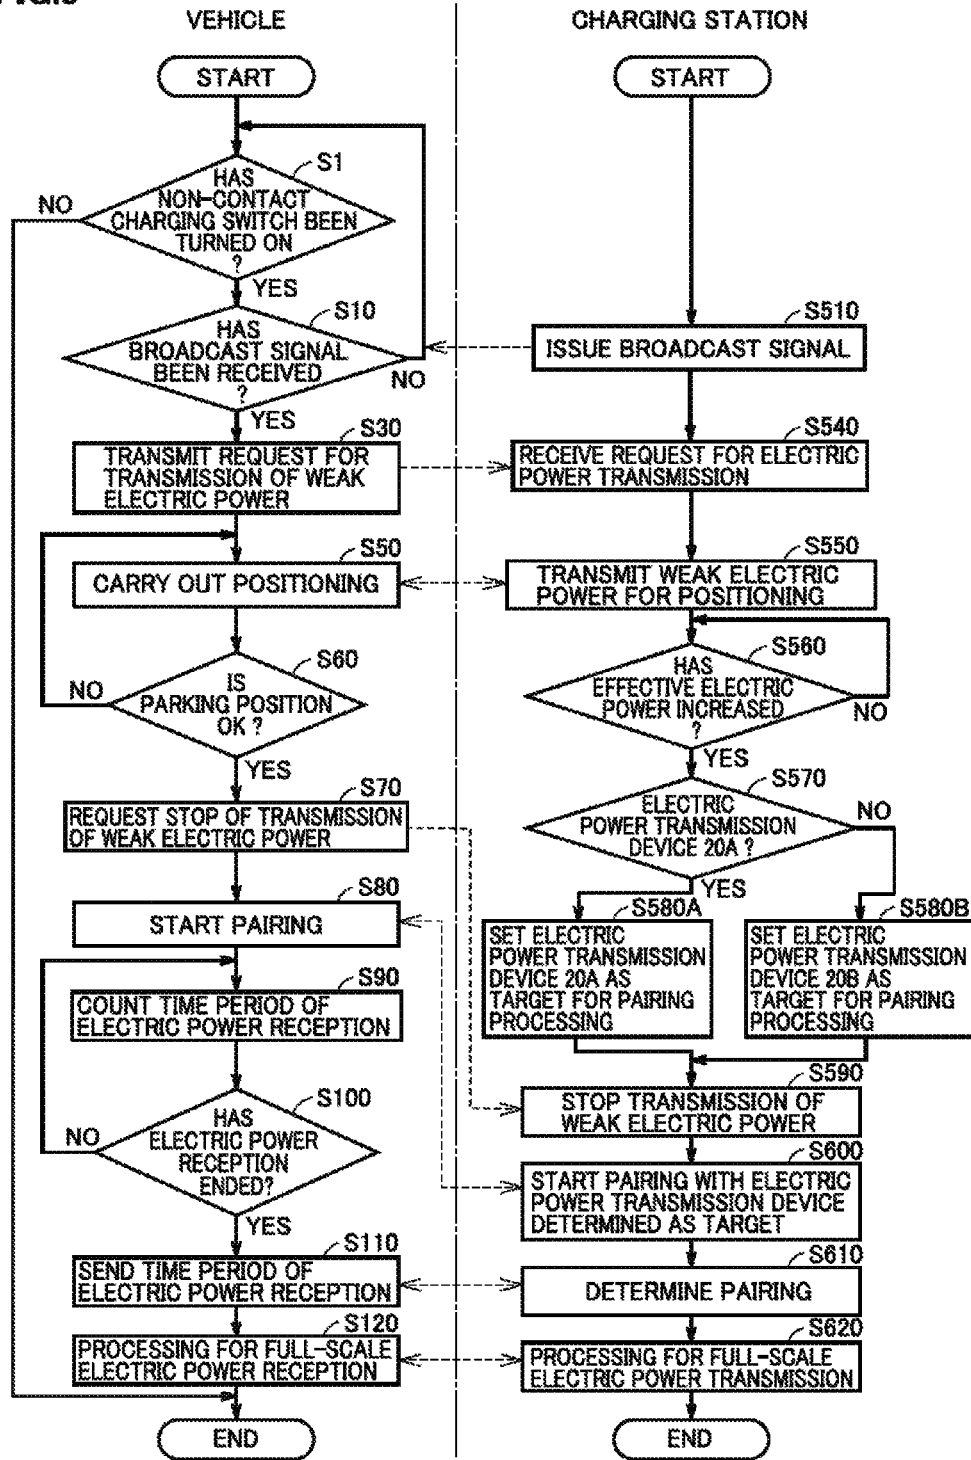 VEHICLE
START
S1
HAS
NON-CONTACT
CHARGING SWITCH BEEN
TURNED ON
?
NO
YES
S10
HAS
BROADCAST SIGNAL
BEEN RECEIVED
?
NO
YES
S30
TRANSMIT REQUEST FOR
TRANSMISSION OF WEAK
ELECTRIC POWER
S50
CARRY OUT POSITIONING
S60
IS
PARKING POSITION
OK ?
NO
YES
S70
REQUEST STOP OF TRANSMISSION
OF WEAK ELECTRIC POWER
S80
START PAIRING
S90
COUNT TIME PERIOD OF
ELECTRIC POWER RECEPTION
S100
HAS
ELECTRIC POWER
RECEPTION
ENDED?
NO
YES
S110
SEND TIME PERIOD OF
ELECTRIC POWER RECEPTION
S120
PROCESSING FOR FULL-SCALE
ELECTRIC POWER RECEPTION
END
CHARGING STATION
START
S510
ISSUE BROADCAST SIGNAL
S540
RECEIVE REQUEST FOR ELECTRIC
POWER TRANSMISSION
S550
TRANSMIT WEAK ELECTRIC
POWER FOR POSITIONING
S560
HAS
EFFECTIVE ELECTRIC
POWER INCREASED
?
NO
YES
S570
ELECTRIC
POWER TRANSMISSION
DEVICE 20A ?
NO
YES
S580A
SET ELECTRIC
POWER TRANSMISSION
DEVICE 20A AS
TARGET FOR PAIRING
PROCESSING
S580B
SET ELECTRIC
POWER TRANSMISSION
DEVICE 20B AS
TARGET FOR PAIRING
PROCESSING
S590
STOP TRANSMISSION OF
WEAK ELECTRIC POWER
S600
START PAIRING WITH ELECTRIC
POWER TRANSMISSION DEVICE
DETERMINED AS TARGET
S610
DETERMINE PAIRING
S620
PROCESSING FOR FULL-SCALE
ELECTRIC POWER TRANSMISSION
END